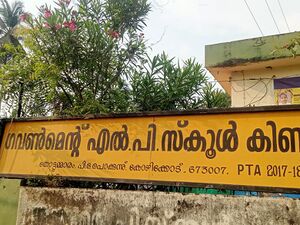 ഗവൺമെന്റ് എൽ.പി.സ്കൂൾ കിണ
തോട്ടുമ്മാരം, പി.ഒ.പൊക്കുന്ന്, കോഴിക്കോട്. 673007. PTA 2017-18